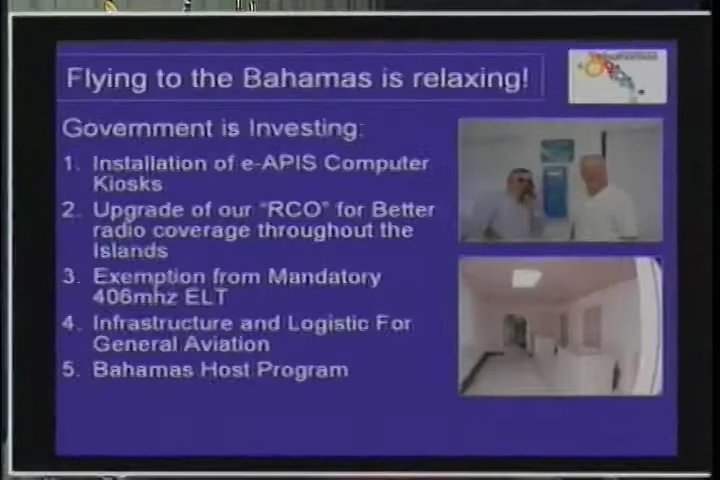 Flying to the Bahamas is relaxing!
Government is Investing:
1. Installation of e-APIS Computer
Kiosks
2. Upgrade of our “RCO” for Better
radio coverage throughout the
Islands
3. Exemption from Mandatory
406mhz ELT
4. Infrastructure and Logistic For
General Aviation
5. Bahamas Host Program